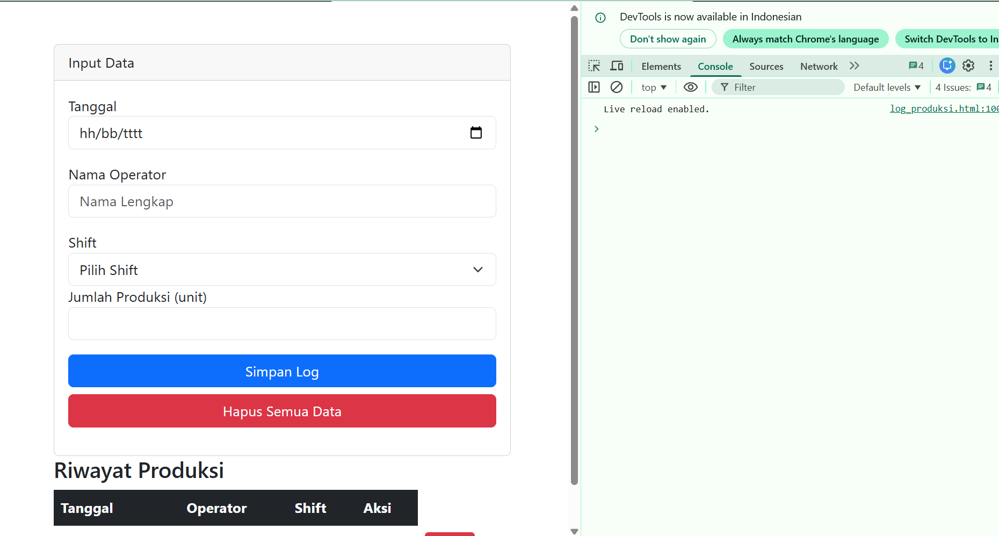 Input Data
Tanggal
hh/bb/tttt
Nama Operator
Nama Lengkap
Shift
Pilih Shift
Jumlah Produksi (unit)
Simpan Log
Hapus Semua Data
Riwayat Produksi
Tanggal Operator Shift Aksi
DevTools is now available in Indonesian
Don't show again Always match Chrome's language Switch DevTools to In
Elements Console Sources Network 4
top Filter Default levels 4 Issues: 4
Live reload enabled. log_produksi.html:100